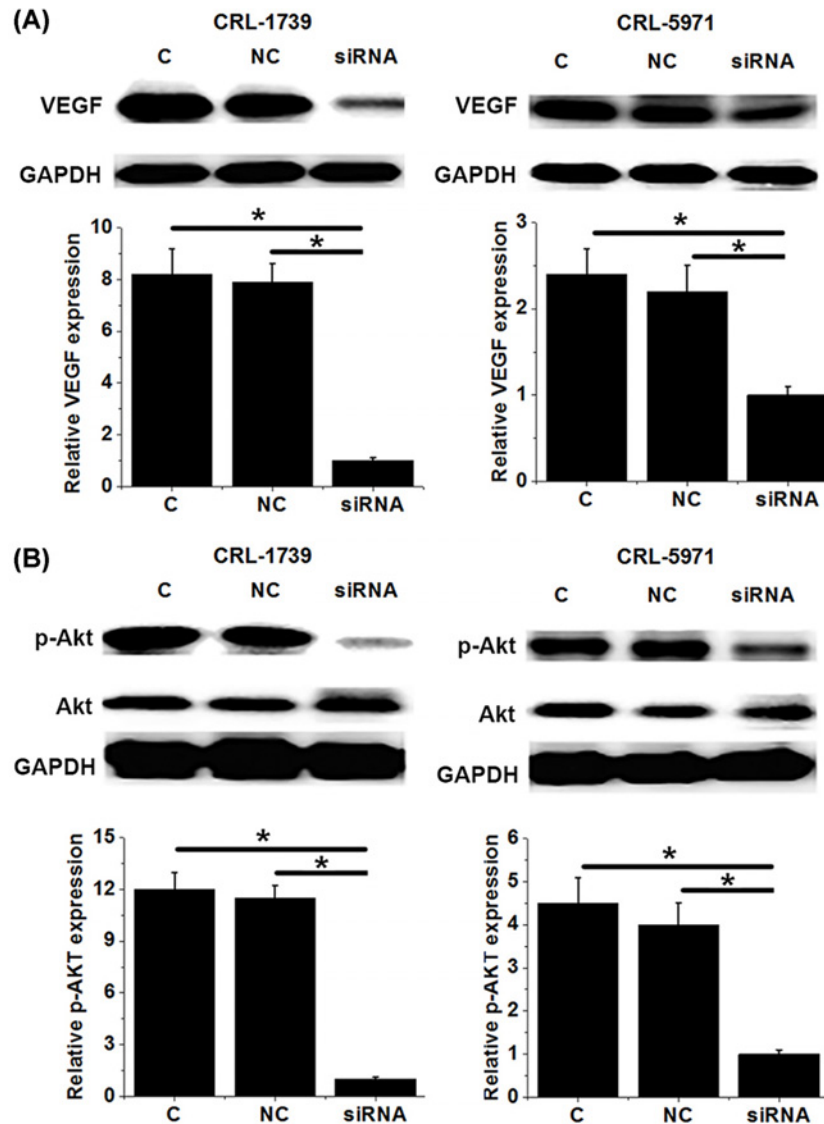 (A)
CRL-1739
C NC siRNA
VEGF
GAPDH
Relative VEGF expression
10
8
6
4
2
0
* *
C NC siRNA
CRL-5971
C NC siRNA
VEGF
GAPDH
Relative VEGF expression
3
2
1
0
* *
C NC siRNA
(B)
CRL-1739
C NC siRNA
p-Akt
Akt
GAPDH
Relative p-AKT expression
15
12
9
6
3
0
* *
C NC siRNA
CRL-5971
C NC siRNA
p-Akt
Akt
GAPDH
Relative p-AKT expression
6
5
4
3
2
1
0
* *
C NC siRNA